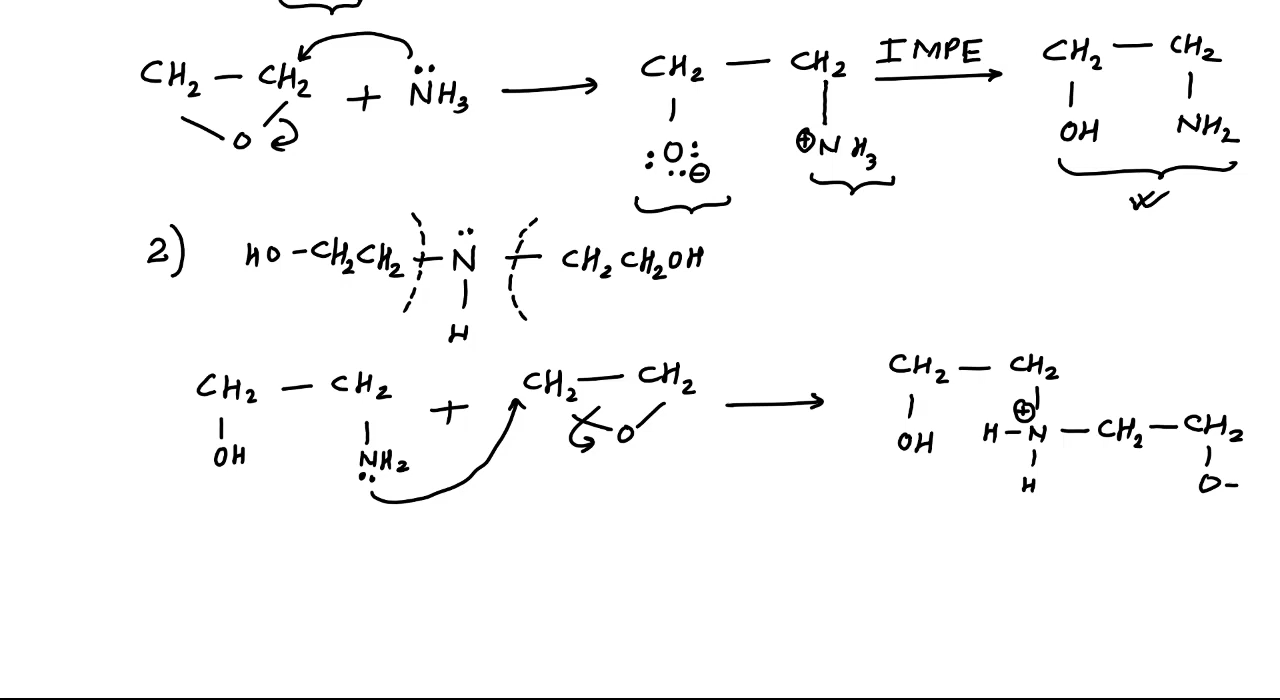 CH₂ — CH₂ + N̈H₃ ⟶ CH₂ — CH₂ IMPE ⟶ CH₂ — CH₂
O :O:⊖ ⊕NH₃ OH NH₂
2) HO-CH₂CH₂ — N̈ — CH₂CH₂OH
H
CH₂ — CH₂ + CH₂ — CH₂ ⟶ CH₂ — CH₂
OH NH₂ O OH H-N⊕ — CH₂ — CH₂
H O-